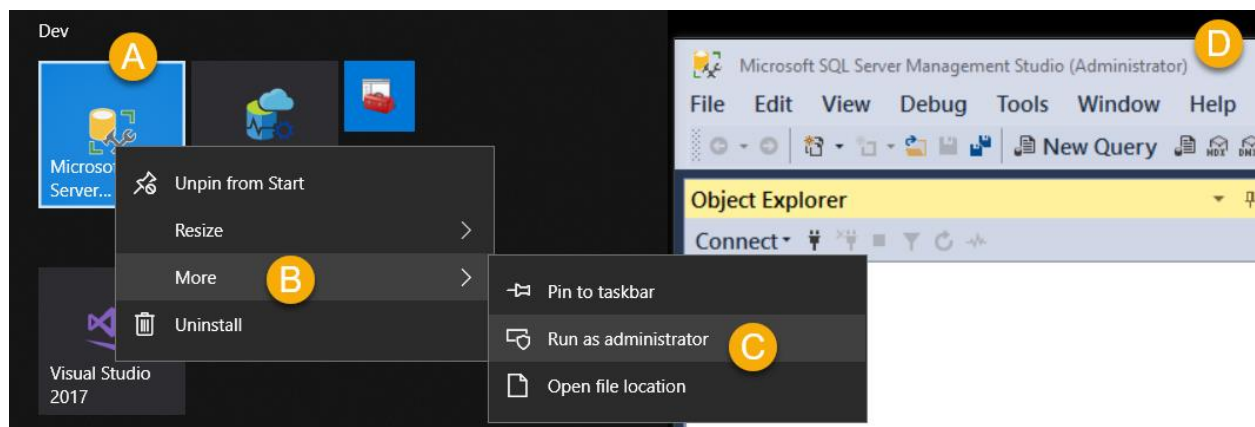 Dev
A
Microso
Server...
Unpin from Start
Resize
More
B
Uninstall
Visual Studio
2017
Pin to taskbar
Run as administrator
C
Open file location
D
Microsoft SQL Server Management Studio (Administrator)
File Edit View Debug Tools Window Help
New Query MDX DMX
Object Explorer
Connect